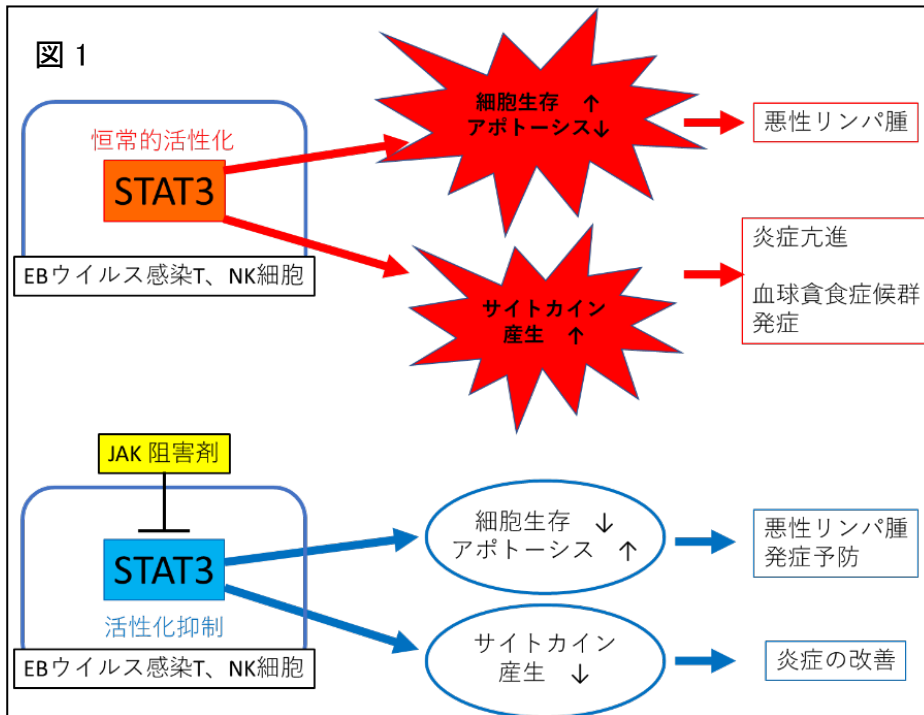 図 1
恒常的活性化
STAT3
EBウイルス感染T、NK細胞
細胞生存 ↑
アポトーシス↓
悪性リンパ腫
サイトカイン
産生 ↑
炎症亢進
血球貪食症候群
発症
JAK 阻害剤
STAT3
活性化抑制
EBウイルス感染T、NK細胞
細胞生存 ↓
アポトーシス ↑
悪性リンパ腫
発症予防
サイトカイン
産生 ↓
炎症の改善